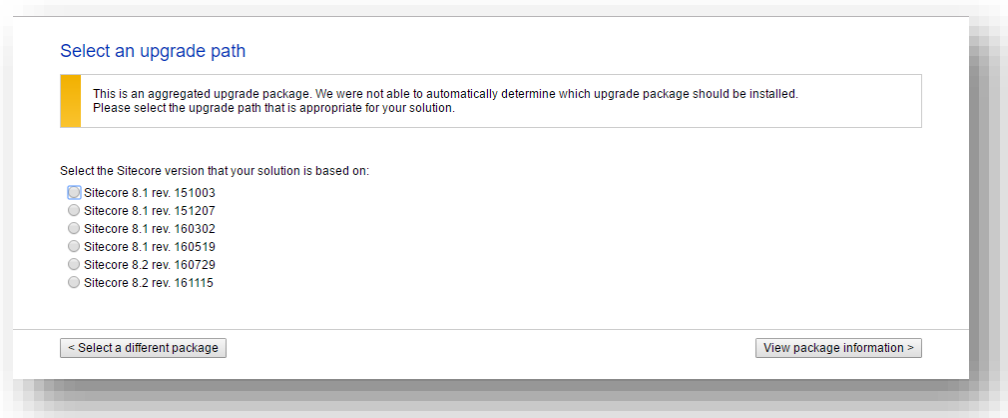 Select an upgrade path
This is an aggregated upgrade package. We were not able to automatically determine which upgrade package should be installed.
Please select the upgrade path that is appropriate for your solution.
Select the Sitecore version that your solution is based on:
Sitecore 8.1 rev. 151003
Sitecore 8.1 rev. 151207
Sitecore 8.1 rev. 160302
Sitecore 8.1 rev. 160519
Sitecore 8.2 rev. 160729
Sitecore 8.2 rev. 161115
< Select a different package
View package information >